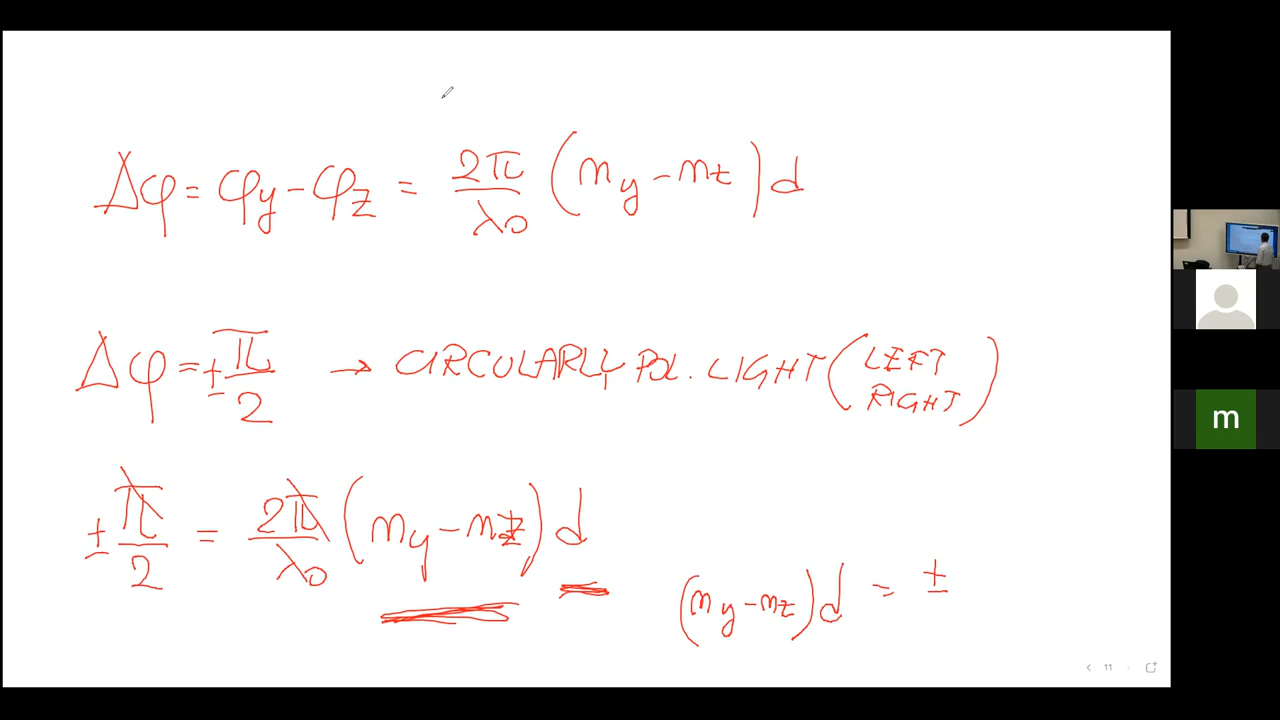 Δφ = φy - φz = 2π/λ0 (ny - nz) d
Δφ = ± π/2 → CIRCULARLY POL. LIGHT (LEFT RIGHT)
± π/2 = 2π/λ0 (ny - nz) d
(ny - nz) d = ±
11
m